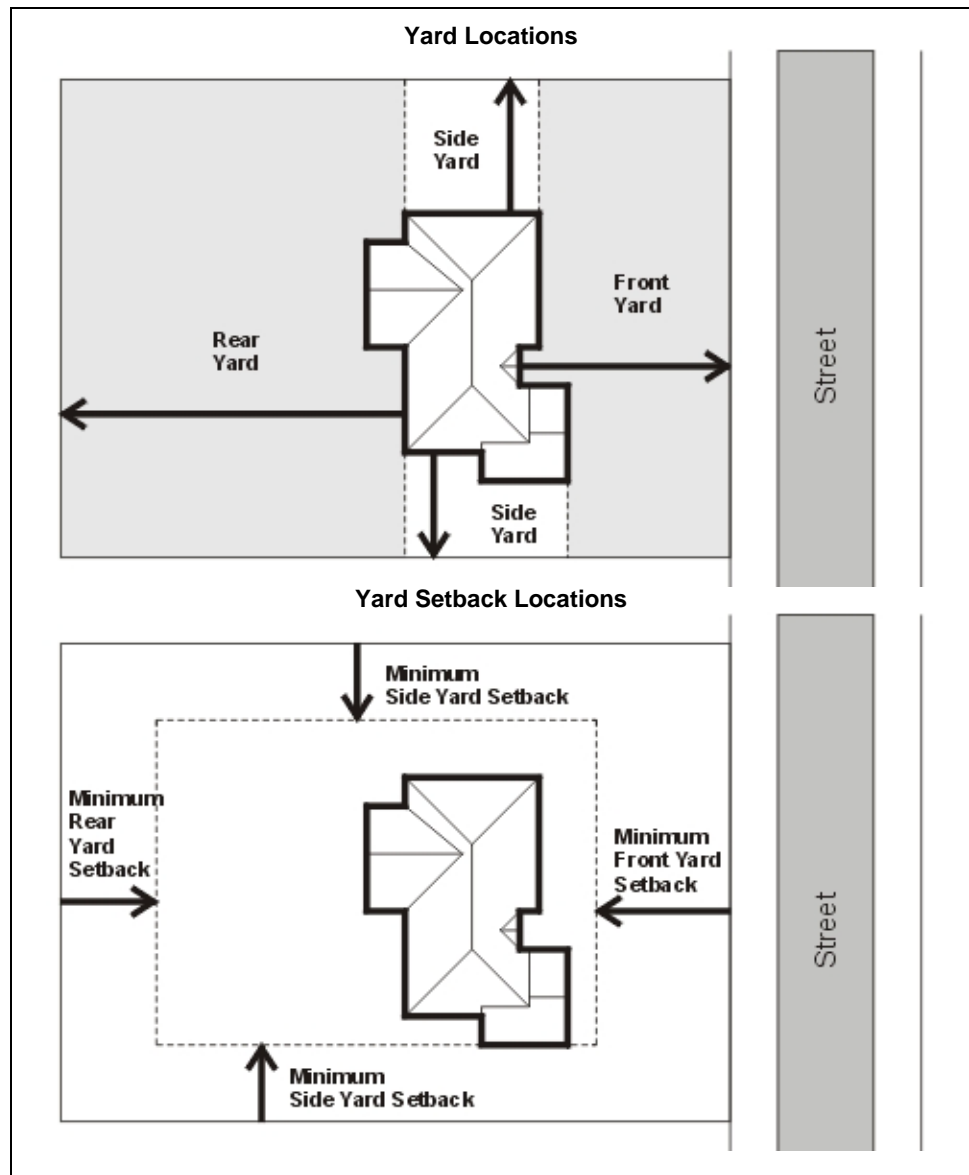 Yard Locations
Side
Yard
Front
Yard
Rear
Yard
Street
Side
Yard
Yard Setback Locations
Minimum
Side Yard Setback
Minimum
Rear
Yard
Setback
Minimum
Front Yard
Setback
Street
Minimum
Side Yard Setback